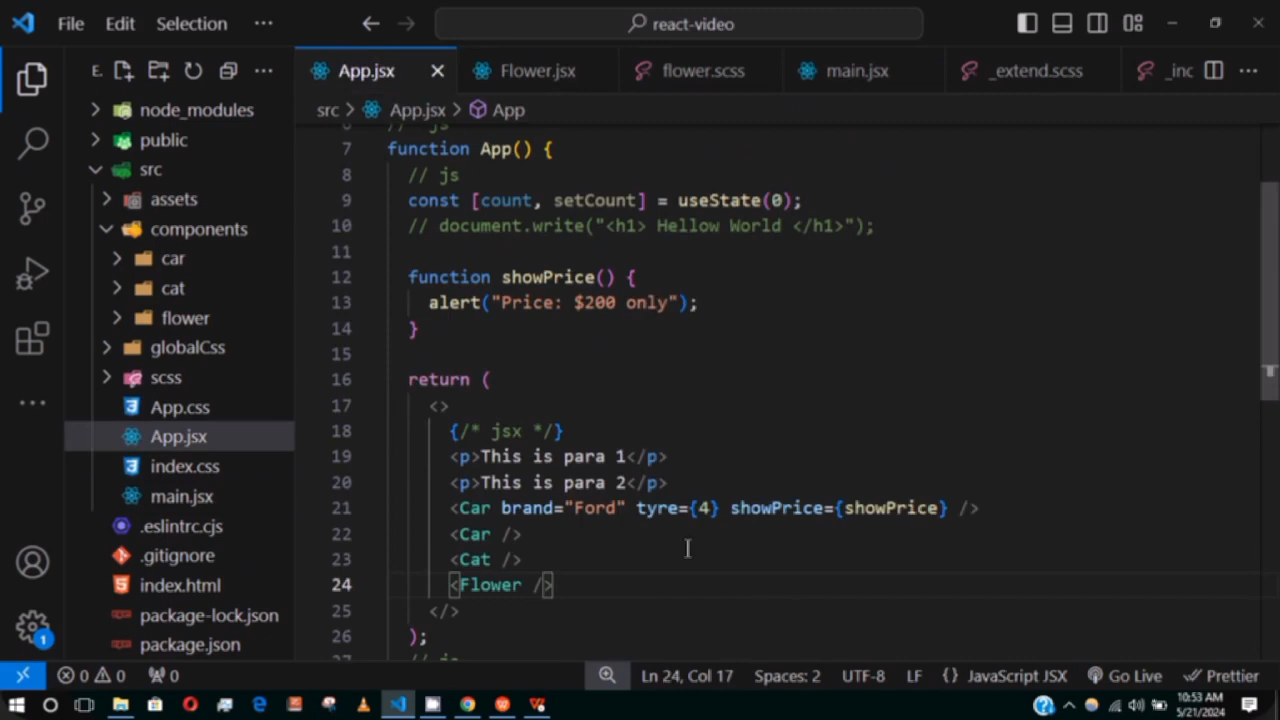 File Edit Selection ··· react-video
E. ···
App.jsx Flower.jsx flower.scss main.jsx _extend.scss _inc ···
src > App.jsx > App
node_modules
public
src
assets
components
car
cat
flower
globalCss
scss
App.css
App.jsx
index.css
main.jsx
.eslintrc.cjs
.gitignore
index.html
package-lock.json
package.json
7 function App() {
8 // js
9 const [count, setCount] = useState(0);
10 // document.write("<h1> Hellow World </h1>");
11
12 function showPrice() {
13 alert("Price: $200 only");
14 }
15
16 return (
17 <>
18 {/* jsx */}
19 <p>This is para 1</p>
20 <p>This is para 2</p>
21 <Car brand="Ford" tyre={4} showPrice={showPrice} />
22 <Car />
23 <Cat />
24 <Flower />
25 </>
26 );
1
0 0 0 Ln 24, Col 17 Spaces: 2 UTF-8 LF {} JavaScript JSX Go Live Prettier
10:53 AM
5/21/2024